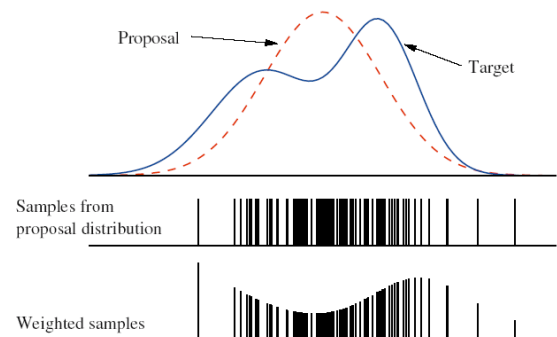 Proposal
Target
Samples from
proposal distribution
Weighted samples